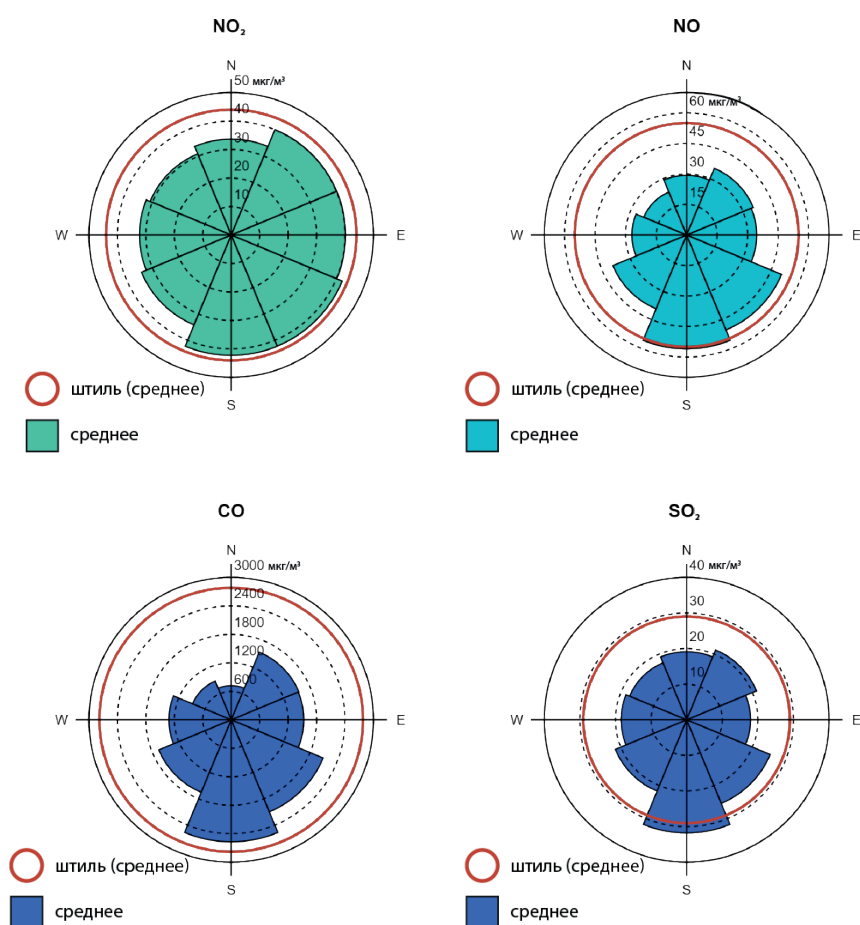 NO₂
N
50 мкг/м³
40
30
20
10
W
E
S
штиль (среднее)
среднее
NO
N
60 мкг/м³
45
30
15
W
E
S
штиль (среднее)
среднее
CO
N
3000 мкг/м³
2400
1800
1200
600
W
E
S
штиль (среднее)
среднее
SO₂
N
40 мкг/м³
30
20
10
W
E
S
штиль (среднее)
среднее